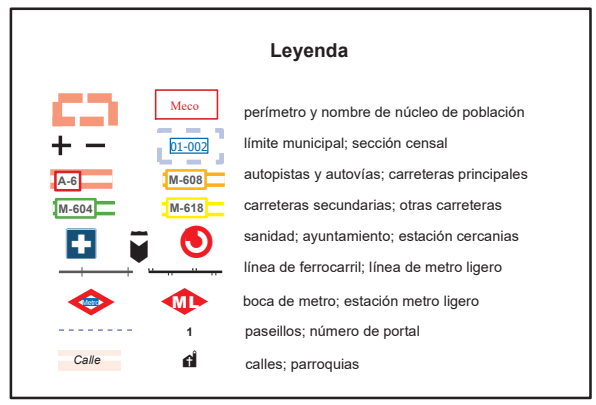 Leyenda
Meco
perímetro y nombre de núcleo de población
01-002
límite municipal; sección censal
A-6
M-608
autopistas y autovías; carreteras principales
M-604
M-618
carreteras secundarias; otras carreteras
sanidad; ayuntamiento; estación cercanias
línea de ferrocarril; línea de metro ligero
Metro
ML
boca de metro; estación metro ligero
1
paseillos; número de portal
Calle
calles; parroquias